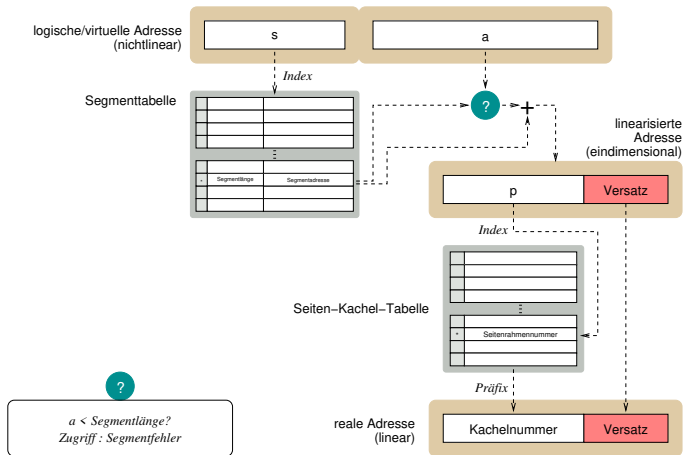 logische/virtuelle Adresse
(nichtlinear)
s
a
Index
Segmenttabelle
?
+
linearisierte
Adresse
(eindimensional)
* Segmentlänge Segmentadresse
p
Versatz
Index
Seiten−Kachel−Tabelle
* Seitenrahmennummer
?
Präfix
a < Segmentlänge?
Zugriff : Segmentfehler
reale Adresse
(linear)
Kachelnummer
Versatz